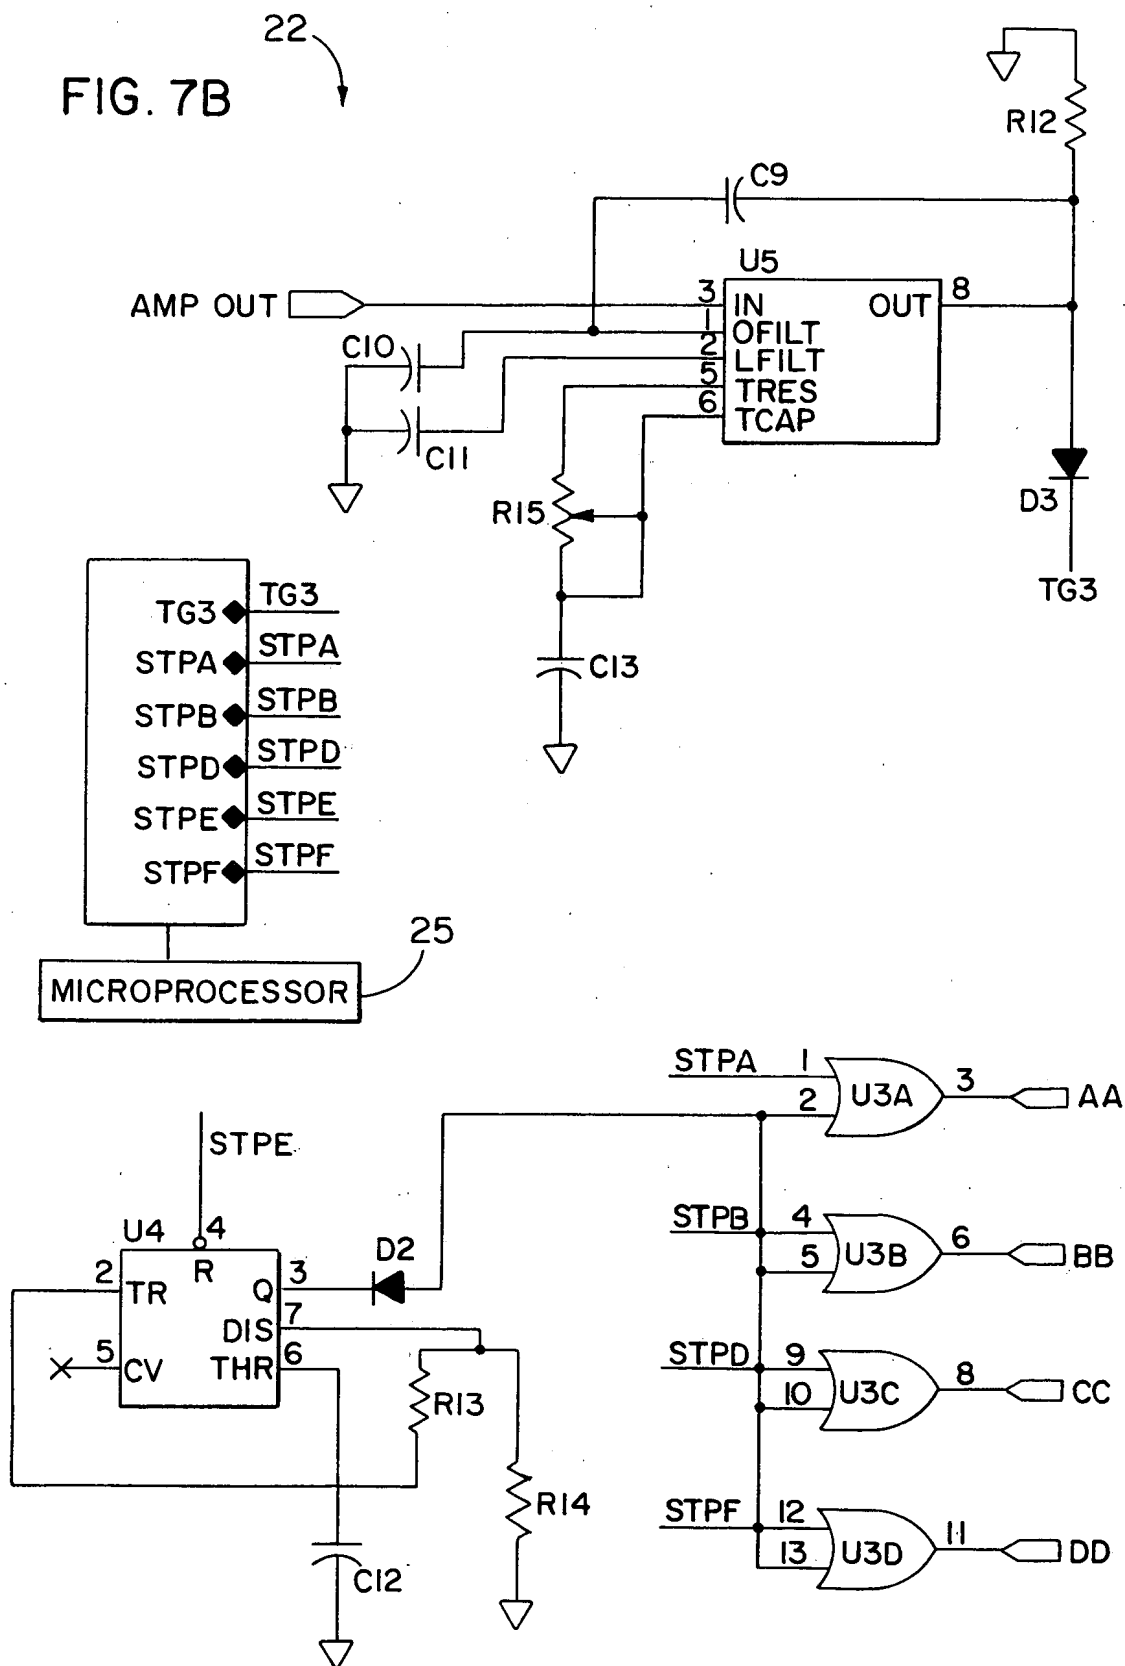 22
FIG. 7B
R12
C9
U5
AMP OUT
3 IN OUT 8
1 OFILT
C10
2 LFILT
5 TRES
6 TCAP
C11
R15
D3
TG3
C13
TG3 TG3
STPA STPA
STPB STPB
STPD STPD
STPE STPE
STPF STPF
25
MICROPROCESSOR
STPA 1
2 U3A 3 AA
STPE
STPB 4
5 U3B 6 BB
U4 4
R
D2
2 TR Q 3
DIS 7
5 CV THR 6
R13
STPD 9
10 U3C 8 CC
R14
STPF 12
13 U3D 11 DD
C12